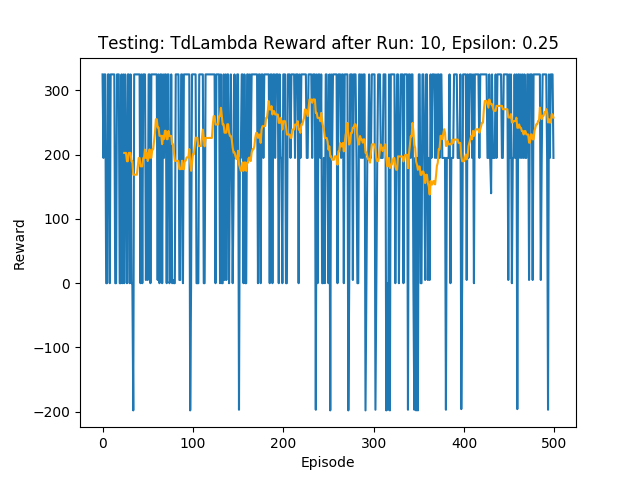 Testing: TdLambda Reward after Run: 10, Epsilon: 0.25
300
200
100
0
−100
−200
Reward
0 100 200 300 400 500
Episode